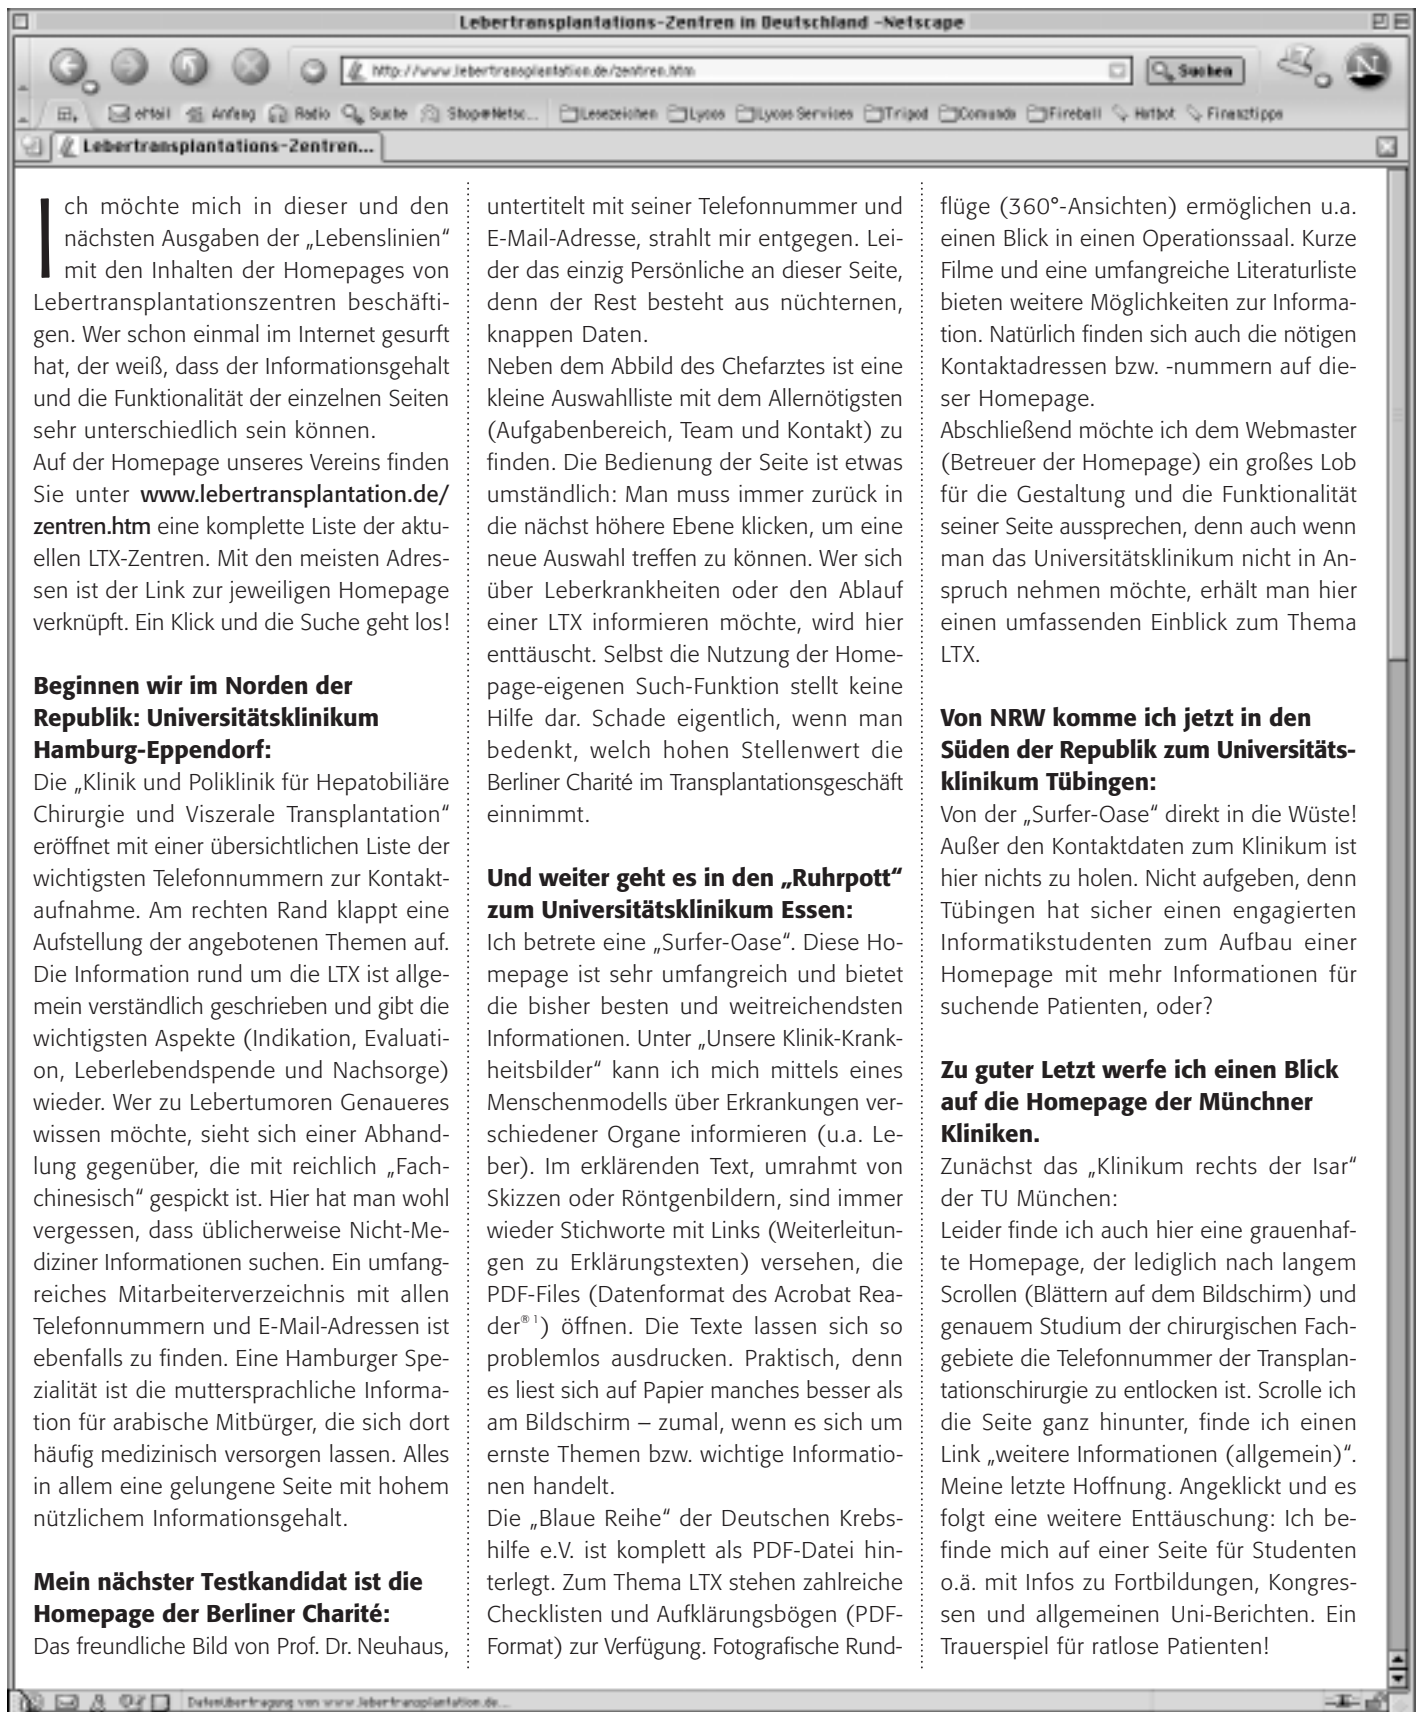 Lebertransplantations-Zentren in Deutschland -Netscape
http://www.lebertransplantation.de/zentren.htm
Suchen
N
eMail Anfang Radio Suche Shop@Netsc... Lesezeichen Lycos Lycos Services Tripod Comundo Fireball Hotbot Finanztipps
Lebertransplantations-Zentren...
Ich möchte mich in dieser und den
nächsten Ausgaben der „Lebenslinien“
mit den Inhalten der Homepages von
Lebertransplantationszentren beschäfti-
gen. Wer schon einmal im Internet gesurft
hat, der weiß, dass der Informationsgehalt
und die Funktionalität der einzelnen Seiten
sehr unterschiedlich sein können.
Auf der Homepage unseres Vereins finden
Sie unter www.lebertransplantation.de/
zentren.htm eine komplette Liste der aktu-
ellen LTX-Zentren. Mit den meisten Adres-
sen ist der Link zur jeweiligen Homepage
verknüpft. Ein Klick und die Suche geht los!
Beginnen wir im Norden der
Republik: Universitätsklinikum
Hamburg-Eppendorf:
Die „Klinik und Poliklinik für Hepatobiliäre
Chirurgie und Viszerale Transplantation“
eröffnet mit einer übersichtlichen Liste der
wichtigsten Telefonnummern zur Kontakt-
aufnahme. Am rechten Rand klappt eine
Aufstellung der angebotenen Themen auf.
Die Information rund um die LTX ist allge-
mein verständlich geschrieben und gibt die
wichtigsten Aspekte (Indikation, Evaluati-
on, Leberlebendspende und Nachsorge)
wieder. Wer zu Lebertumoren Genaueres
wissen möchte, sieht sich einer Abhand-
lung gegenüber, die mit reichlich „Fach-
chinesisch“ gespickt ist. Hier hat man wohl
vergessen, dass üblicherweise Nicht-Me-
diziner Informationen suchen. Ein umfang-
reiches Mitarbeiterverzeichnis mit allen
Telefonnummern und E-Mail-Adressen ist
ebenfalls zu finden. Eine Hamburger Spe-
zialität ist die muttersprachliche Informa-
tion für arabische Mitbürger, die sich dort
häufig medizinisch versorgen lassen. Alles
in allem eine gelungene Seite mit hohem
nützlichem Informationsgehalt.
Mein nächster Testkandidat ist die
Homepage der Berliner Charité:
Das freundliche Bild von Prof. Dr. Neuhaus,
untertitelt mit seiner Telefonnummer und
E-Mail-Adresse, strahlt mir entgegen. Lei-
der das einzig Persönliche an dieser Seite,
denn der Rest besteht aus nüchternen,
knappen Daten.
Neben dem Abbild des Chefarztes ist eine
kleine Auswahlliste mit dem Allernötigsten
(Aufgabenbereich, Team und Kontakt) zu
finden. Die Bedienung der Seite ist etwas
umständlich: Man muss immer zurück in
die nächst höhere Ebene klicken, um eine
neue Auswahl treffen zu können. Wer sich
über Leberkrankheiten oder den Ablauf
einer LTX informieren möchte, wird hier
enttäuscht. Selbst die Nutzung der Home-
page-eigenen Such-Funktion stellt keine
Hilfe dar. Schade eigentlich, wenn man
bedenkt, welch hohen Stellenwert die
Berliner Charité im Transplantationsgeschäft
einnimmt.
Und weiter geht es in den „Ruhrpott“
zum Universitätsklinikum Essen:
Ich betrete eine „Surfer-Oase“. Diese Ho-
mepage ist sehr umfangreich und bietet
die bisher besten und weitreichendsten
Informationen. Unter „Unsere Klinik-Krank-
heitsbilder“ kann ich mich mittels eines
Menschenmodells über Erkrankungen ver-
schiedener Organe informieren (u.a. Le-
ber). Im erklärenden Text, umrahmt von
Skizzen oder Röntgenbildern, sind immer
wieder Stichworte mit Links (Weiterleitun-
gen zu Erklärungstexten) versehen, die
PDF-Files (Datenformat des Acrobat Rea-
der® ¹) öffnen. Die Texte lassen sich so
problemlos ausdrucken. Praktisch, denn
es liest sich auf Papier manches besser als
am Bildschirm – zumal, wenn es sich um
ernste Themen bzw. wichtige Informatio-
nen handelt.
Die „Blaue Reihe“ der Deutschen Krebs-
hilfe e.V. ist komplett als PDF-Datei hin-
terlegt. Zum Thema LTX stehen zahlreiche
Checklisten und Aufklärungsbögen (PDF-
Format) zur Verfügung. Fotografische Rund-
flüge (360°-Ansichten) ermöglichen u.a.
einen Blick in einen Operationssaal. Kurze
Filme und eine umfangreiche Literaturliste
bieten weitere Möglichkeiten zur Informa-
tion. Natürlich finden sich auch die nötigen
Kontaktadressen bzw. -nummern auf die-
ser Homepage.
Abschließend möchte ich dem Webmaster
(Betreuer der Homepage) ein großes Lob
für die Gestaltung und die Funktionalität
seiner Seite aussprechen, denn auch wenn
man das Universitätsklinikum nicht in An-
spruch nehmen möchte, erhält man hier
einen umfassenden Einblick zum Thema
LTX.
Von NRW komme ich jetzt in den
Süden der Republik zum Universitäts-
klinikum Tübingen:
Von der „Surfer-Oase“ direkt in die Wüste!
Außer den Kontaktdaten zum Klinikum ist
hier nichts zu holen. Nicht aufgeben, denn
Tübingen hat sicher einen engagierten
Informatikstudenten zum Aufbau einer
Homepage mit mehr Informationen für
suchende Patienten, oder?
Zu guter Letzt werfe ich einen Blick
auf die Homepage der Münchner
Kliniken.
Zunächst das „Klinikum rechts der Isar“
der TU München:
Leider finde ich auch hier eine grauenhaf-
te Homepage, der lediglich nach langem
Scrollen (Blättern auf dem Bildschirm) und
genauem Studium der chirurgischen Fach-
gebiete die Telefonnummer der Transplan-
tationschirurgie zu entlocken ist. Scrolle ich
die Seite ganz hinunter, finde ich einen
Link „weitere Informationen (allgemein)“.
Meine letzte Hoffnung. Angeklickt und es
folgt eine weitere Enttäuschung: Ich be-
finde mich auf einer Seite für Studenten
o.ä. mit Infos zu Fortbildungen, Kongres-
sen und allgemeinen Uni-Berichten. Ein
Trauerspiel für ratlose Patienten!
Datenübertragung von www.lebertransplantation.de...